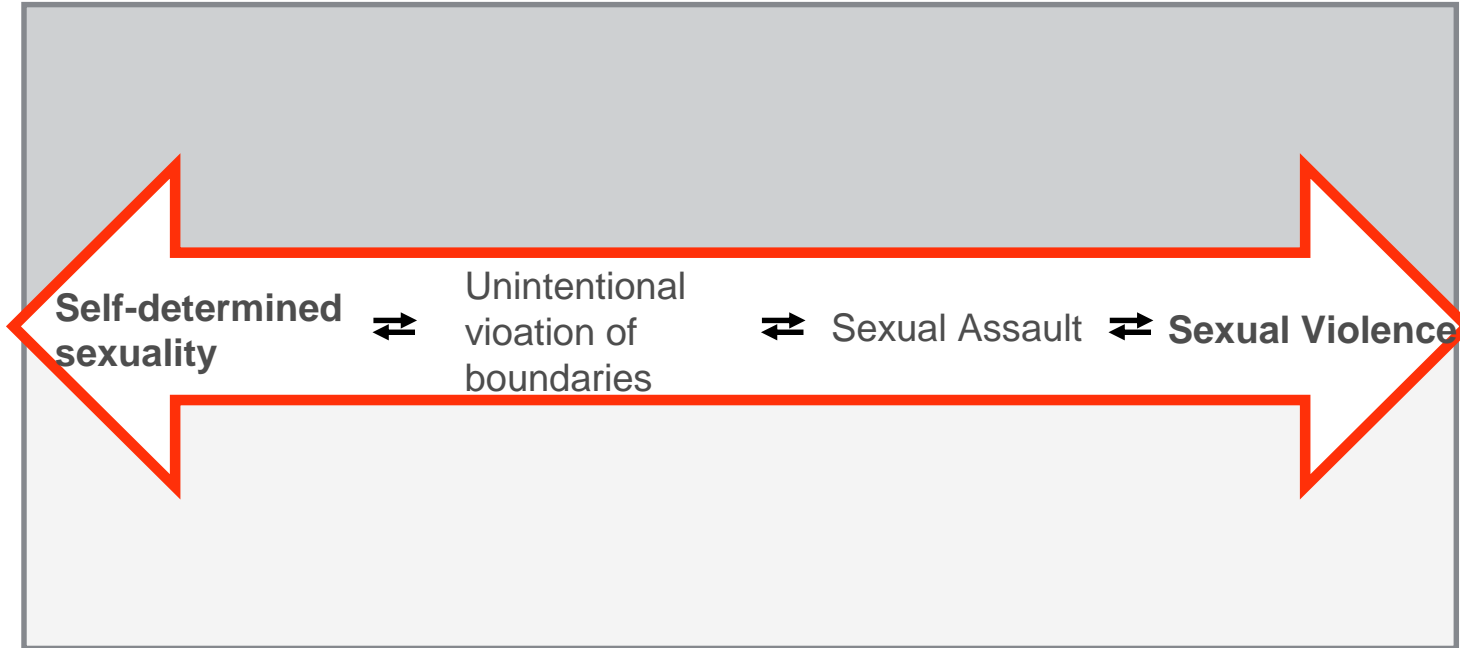 Self-determined
sexuality
Unintentional
vioation of
boundaries
Sexual Assault
Sexual Violence